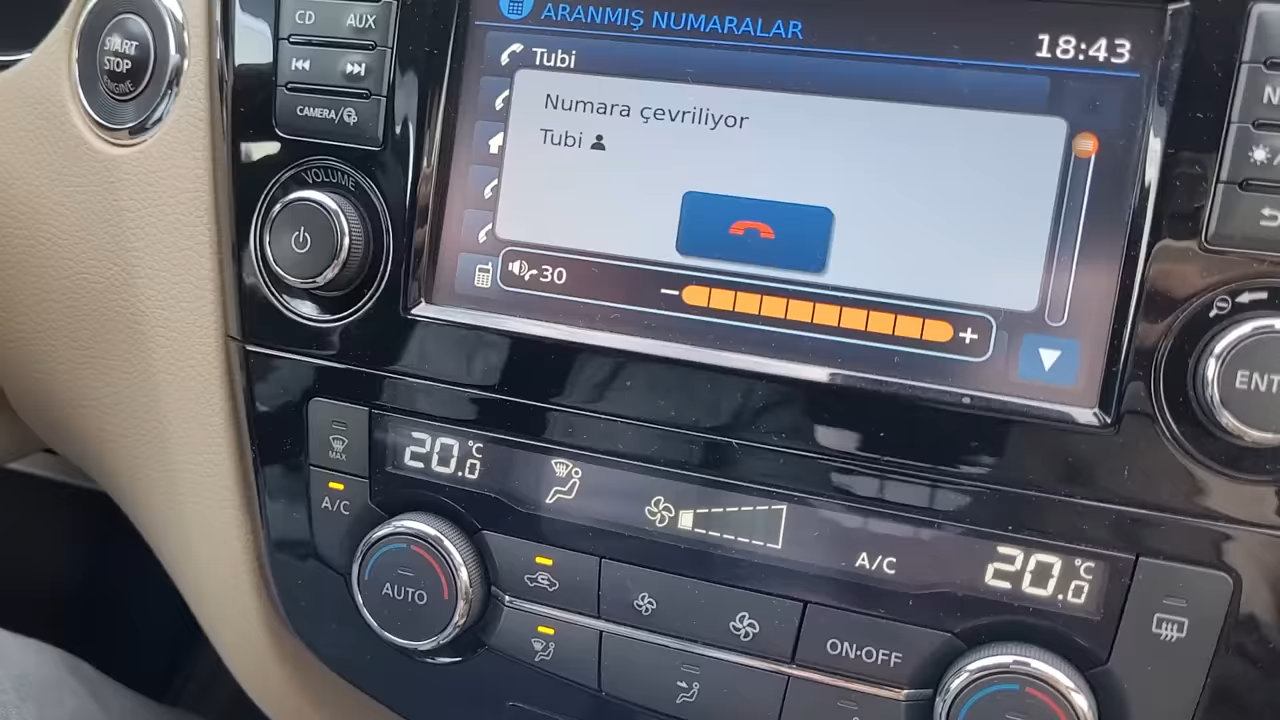 ARANMIŞ NUMARALAR
18:43
Tubi
Numara çevriliyor
Tubi
30
START
STOP
ENGINE
CD
AUX
CAMERA/
VOLUME
MAX
A/C
20.0°C
A/C
20.0°C
AUTO
ON·OFF